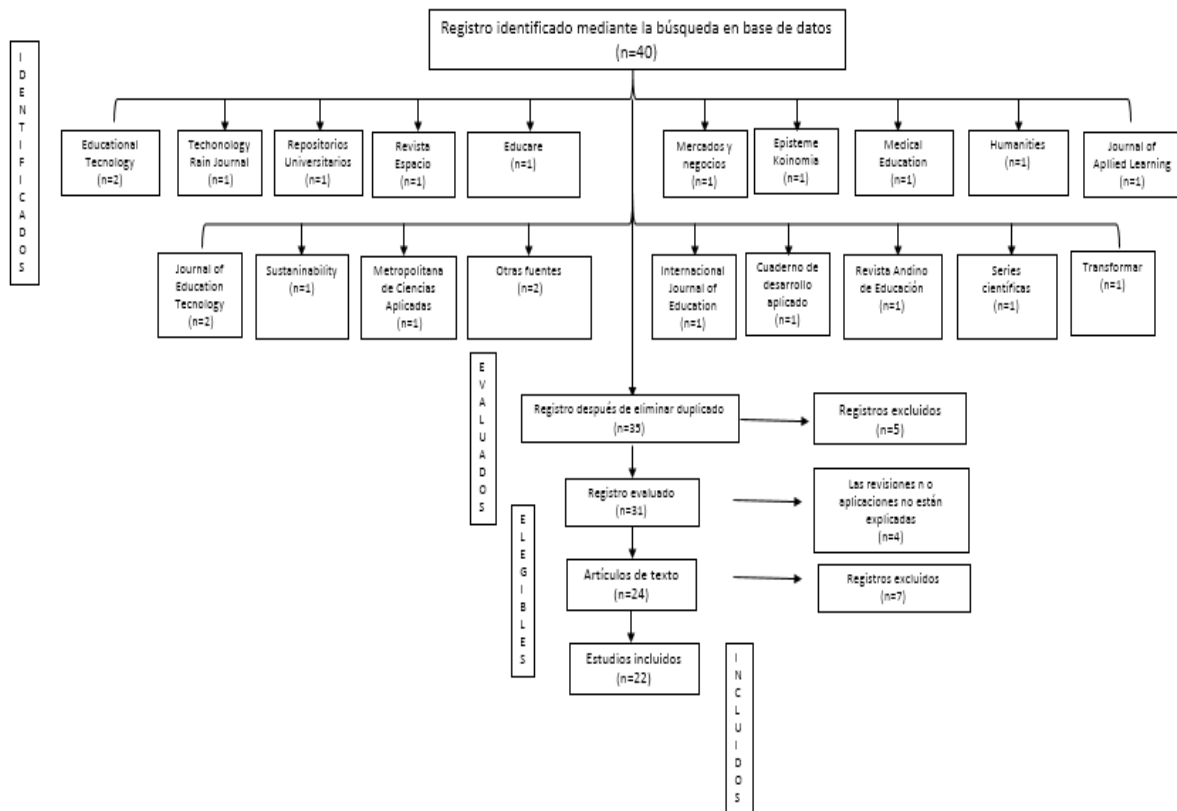 Registro identificado mediante la búsqueda en base de datos
(n=40)
IDENTIFICADOS
Educational
Tecnology
(n=2)
Techonology
Rain Journal
(n=1)
Repositorios
Universitarios
(n=1)
Revista
Espacio
(n=1)
Educare
(n=1)
Mercados y
negocios
(n=1)
Episteme
Koinomia
(n=1)
Medical
Education
(n=1)
Humanities
(n=1)
Journal of
Apllied Learning
(n=1)
Journal of
Education
Tecnology
(n=2)
Sustaninability
(n=1)
Metropolitana
de Ciencias
Aplicadas
(n=1)
Otras fuentes
(n=2)
Internacional
Journal of
Education
(n=1)
Cuaderno de
desarrollo
aplicado
(n=1)
Revista Andino
de Educación
(n=1)
Series
científicas
(n=1)
Transformar
(n=1)
EVALUADOS
Registro después de eliminar duplicado
(n=35)
Registros excluidos
(n=5)
Registro evaluado
(n=31)
Las revisiones n o
aplicaciones no están
explicadas
(n=4)
ELEGIBLES
Artículos de texto
(n=24)
Registros excluidos
(n=7)
Estudios incluidos
(n=22)
INCLUIDOS